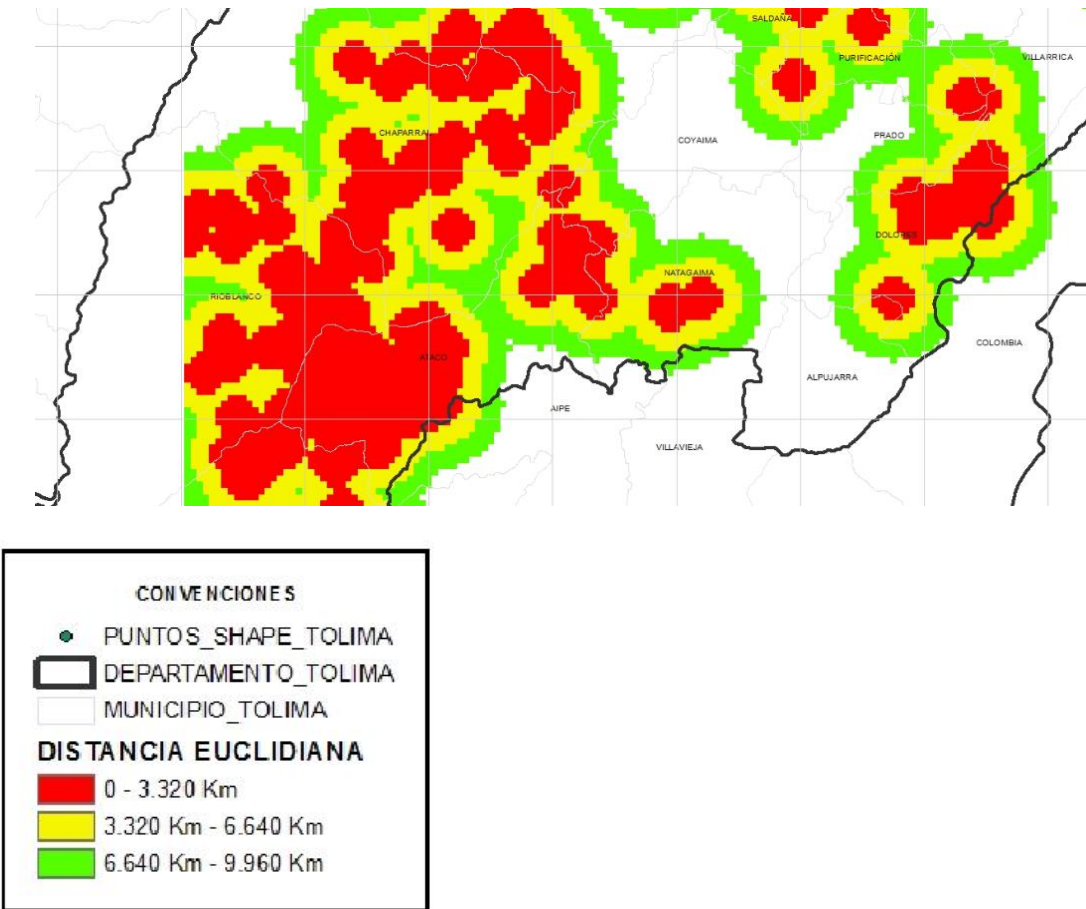 SALDAÑA
PURIFICACIÓN
VILLARRICA
CHAPARRAL
COYAIMA
PRADO
DOLORES
NATAGAIMA
RIOBLANCO
COLOMBIA
ATACO
ALPUJARRA
AIPE
VILLAVIEJA
CONVENCIONES
PUNTOS_SHAPE_TOLIMA
DEPARTAMENTO_TOLIMA
MUNICIPIO_TOLIMA
DISTANCIA EUCLIDIANA
0 - 3.320 Km
3.320 Km - 6.640 Km
6.640 Km - 9.960 Km